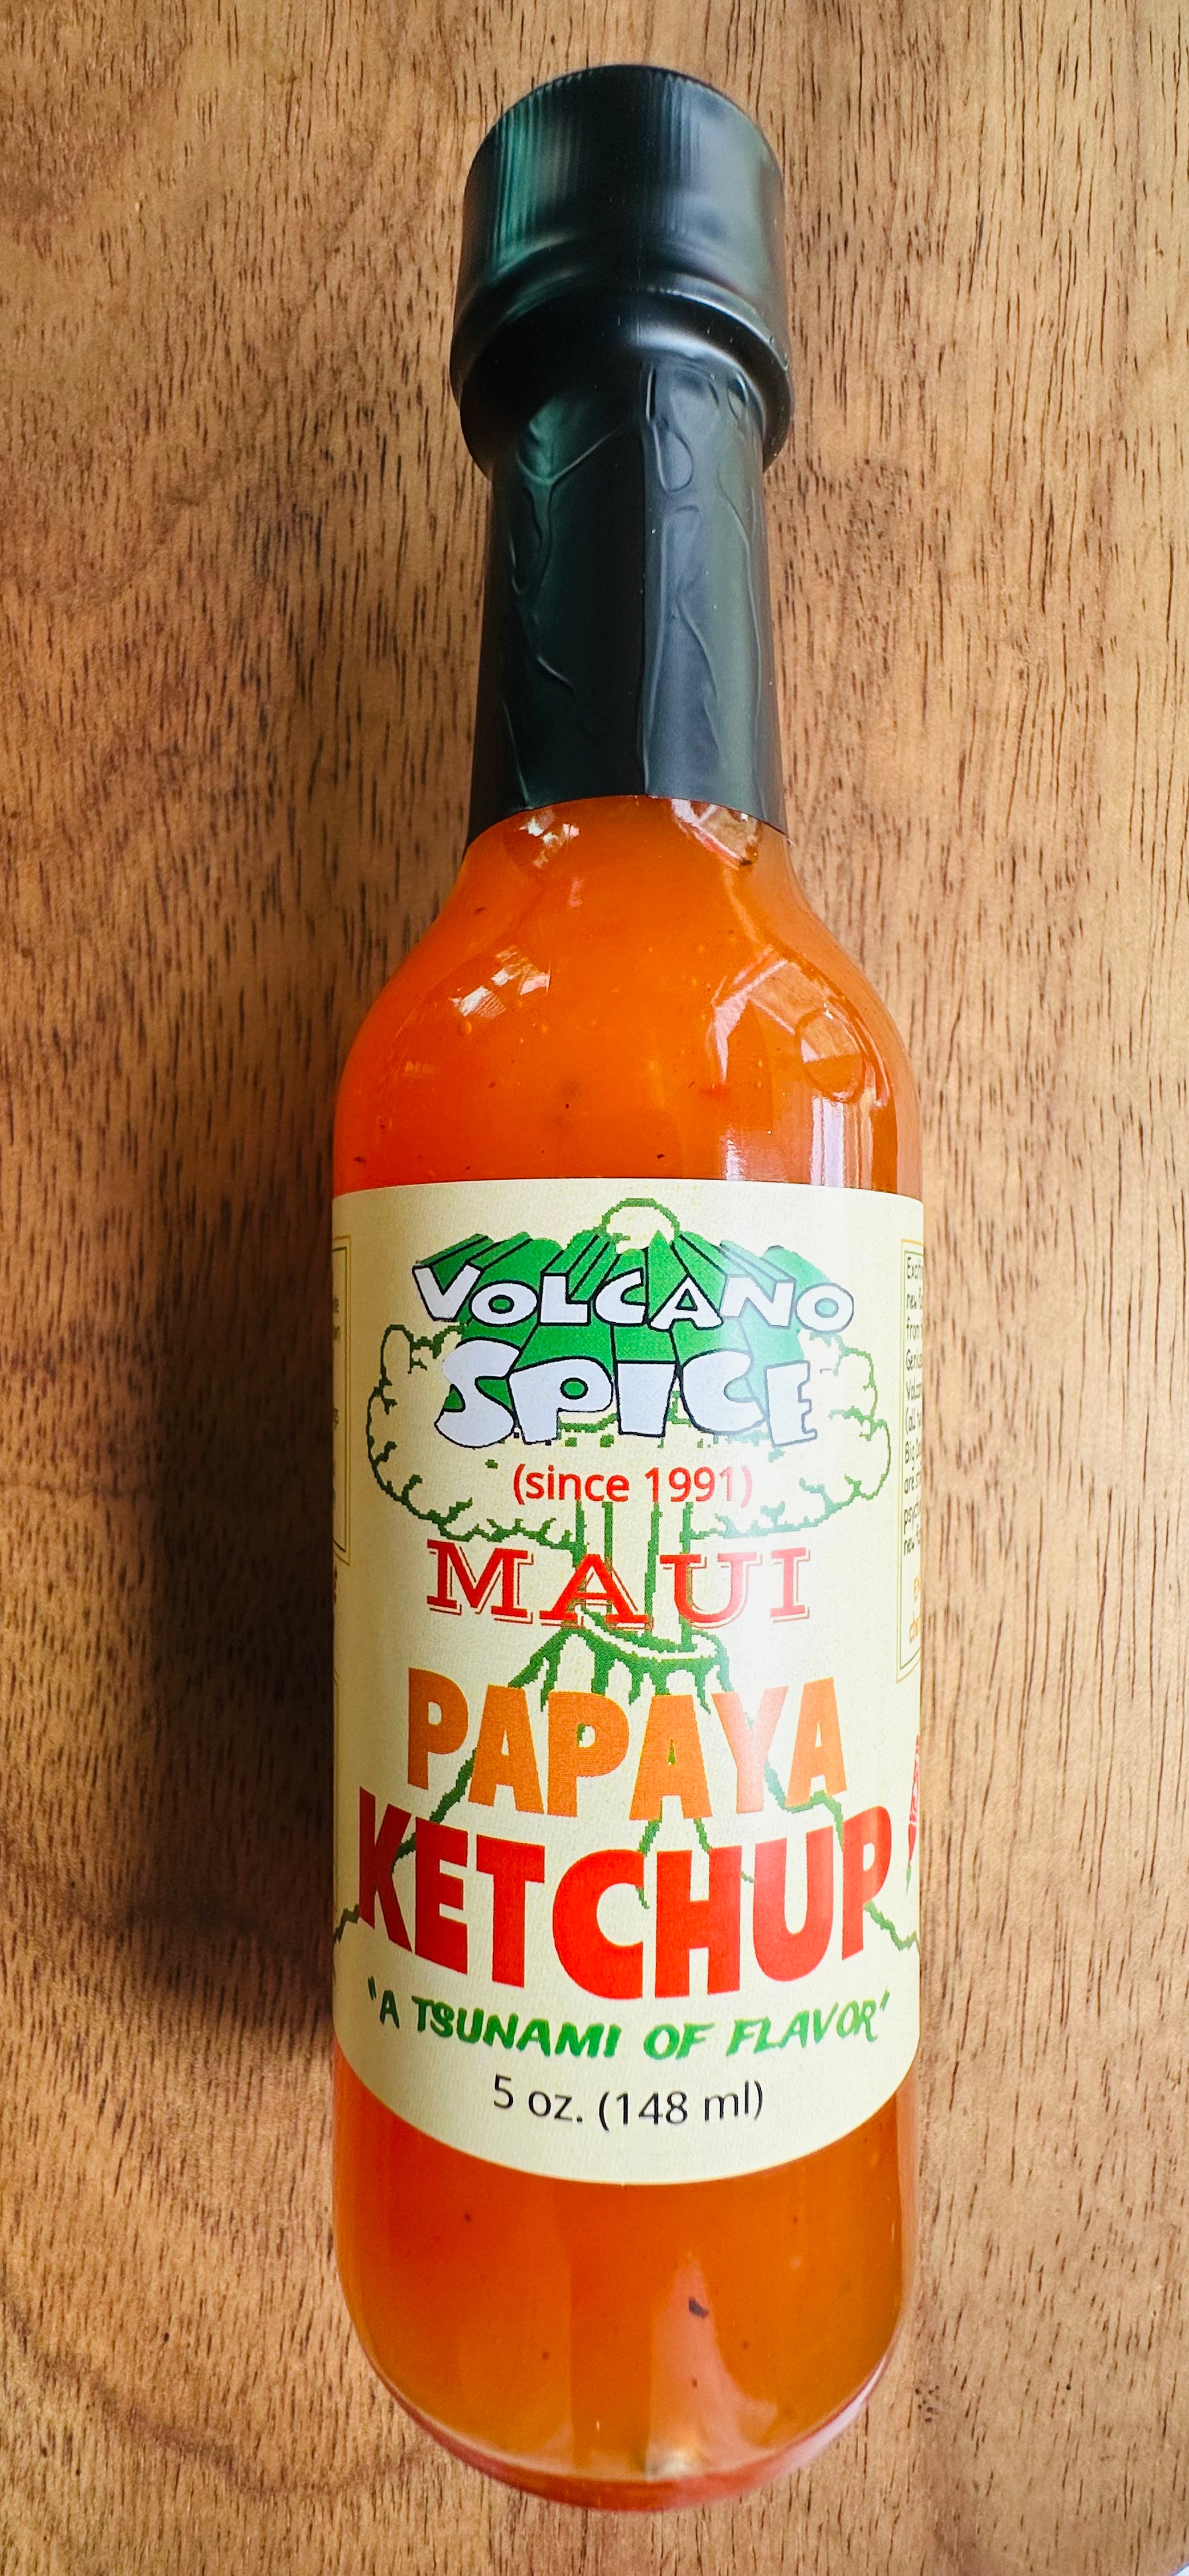 VOLCANO
SPICE
(since 1991)
MAUI
PAPAYA
KETCHUP
"A TSUNAMI OF FLAVOR"
5 oz. (148 ml)